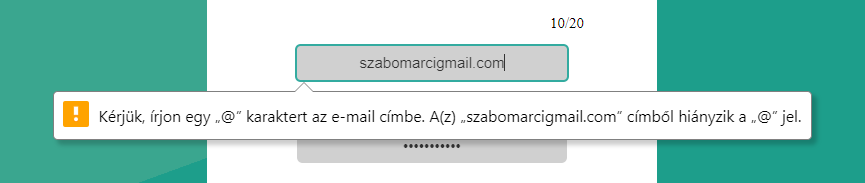 10/20
szabomarcigmail.com
Kérjük, írjon egy „@” karaktert az e-mail címbe. A(z) „szabomarcigmail.com” címből hiányzik a „@” jel.
•••••••••••